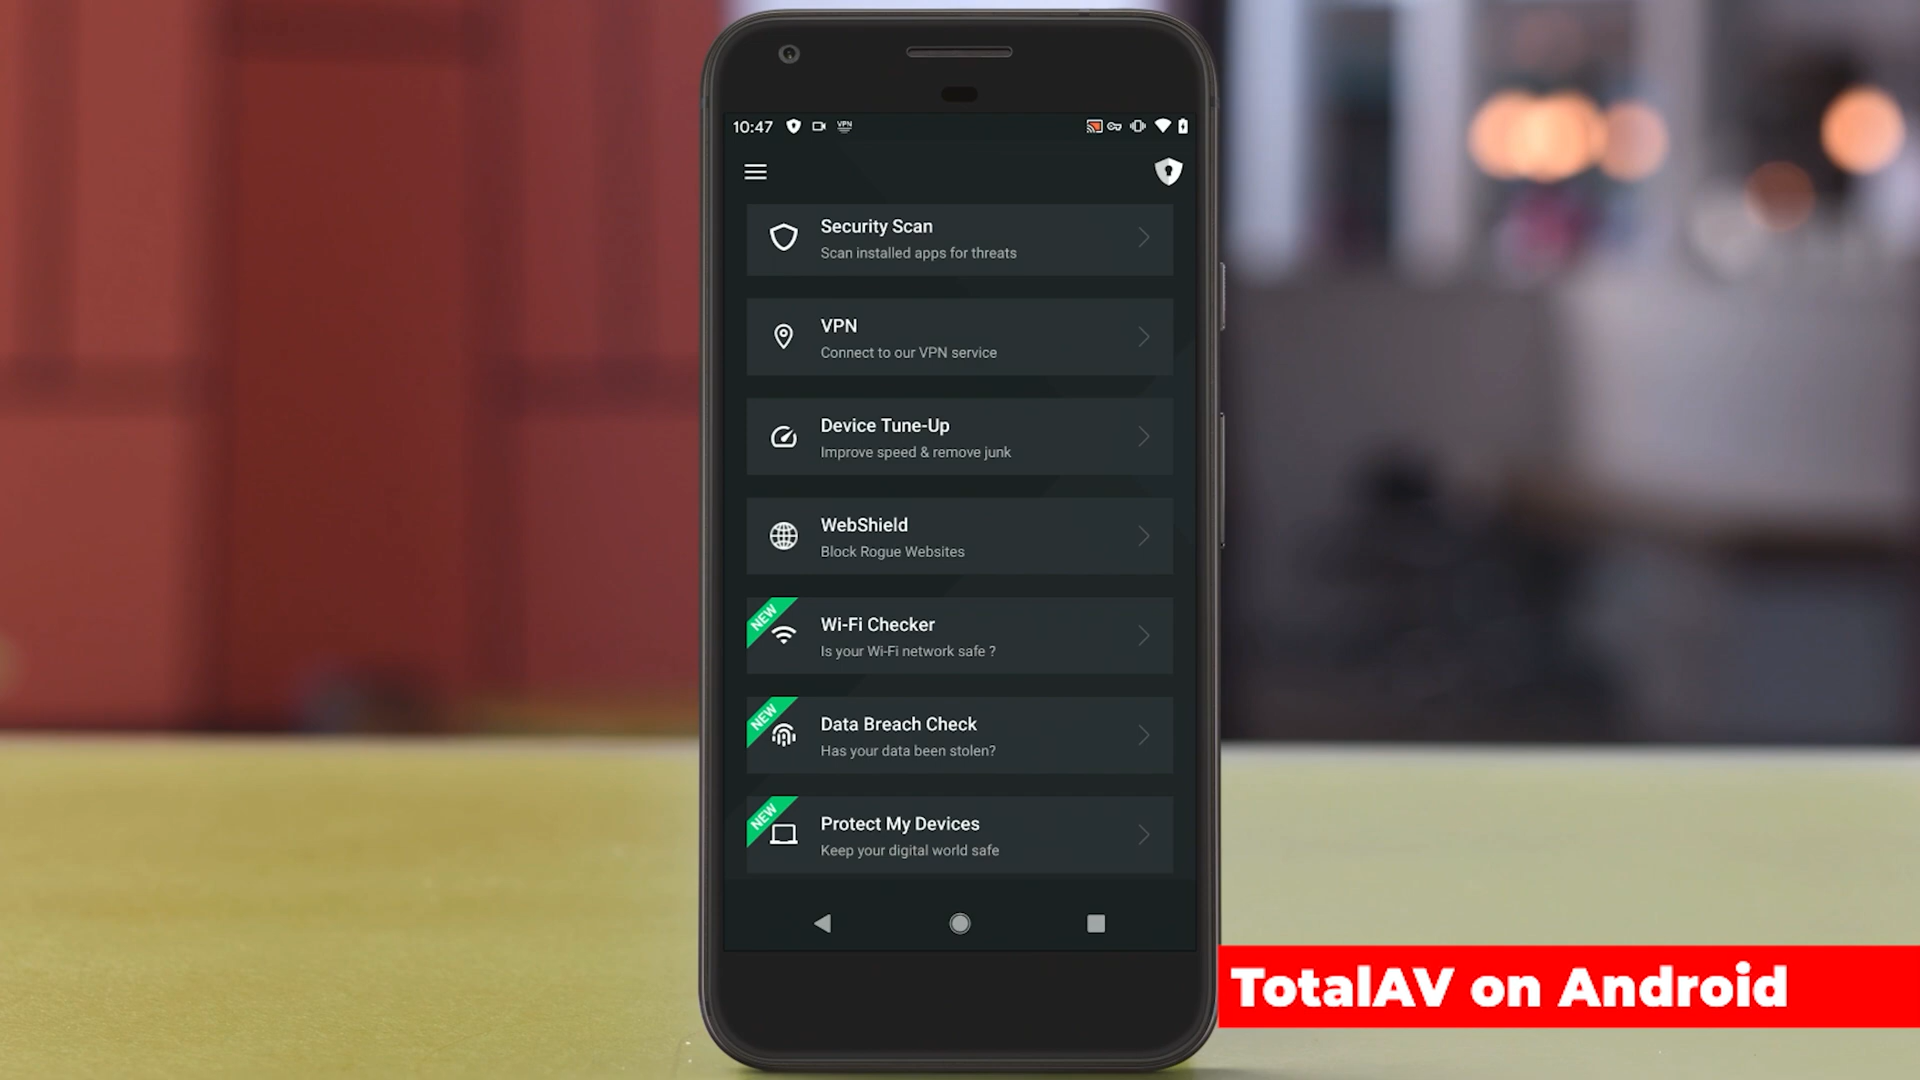 10:47
VPN
Security Scan
Scan installed apps for threats
VPN
Connect to our VPN service
Device Tune-Up
Improve speed & remove junk
WebShield
Block Rogue Websites
NEW
Wi-Fi Checker
Is your Wi-Fi network safe ?
NEW
Data Breach Check
Has your data been stolen?
NEW
Protect My Devices
Keep your digital world safe
TotalAV on Android